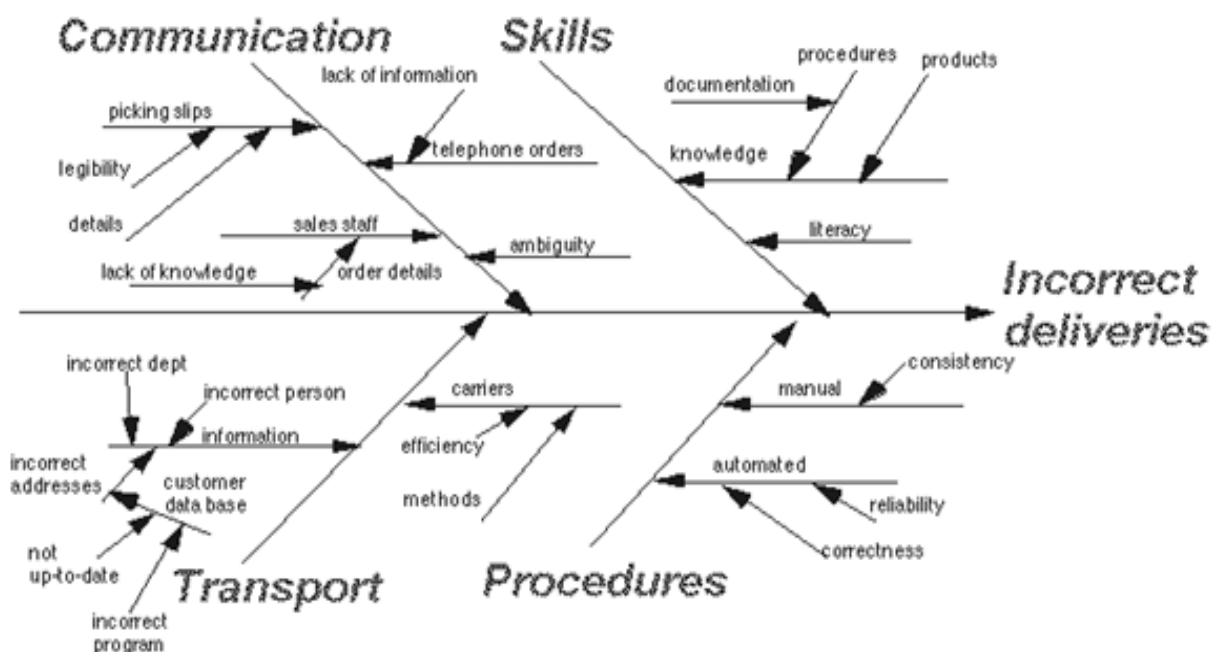 Communication
Skills
procedures
products
lack of information
documentation
picking slips
telephone orders
knowledge
legibility
details
sales staff
ambiguity
literacy
lack of knowledge
order details
Incorrect
deliveries
incorrect dept
incorrect person
information
carriers
manual
consistency
efficiency
incorrect
addresses
customer
data base
methods
automated
reliability
correctness
not
up-to-date
Transport
Procedures
incorrect
program